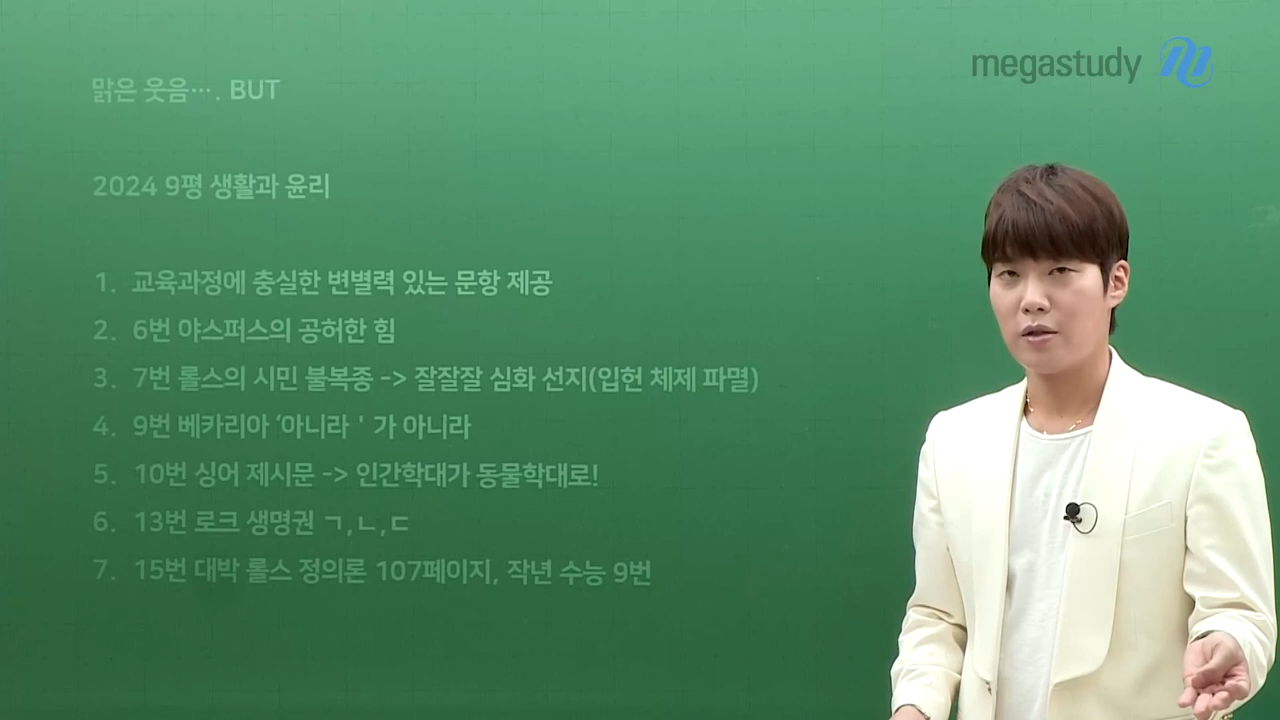 megastudy
맑은 웃음…. BUT
2024 9평 생활과 윤리
1. 교육과정에 충실한 변별력 있는 문항 제공
2. 6번 야스퍼스의 공허한 힘
3. 7번 롤스의 시민 불복종 -> 잘잘잘 심화 선지(입헌 체제 파멸)
4. 9번 베카리아 ‘아니라 ' 가 아니라
5. 10번 싱어 제시문 -> 인간학대가 동물학대로!
6. 13번 로크 생명권 ㄱ,ㄴ,ㄷ
7. 15번 대박 롤스 정의론 107페이지, 작년 수능 9번